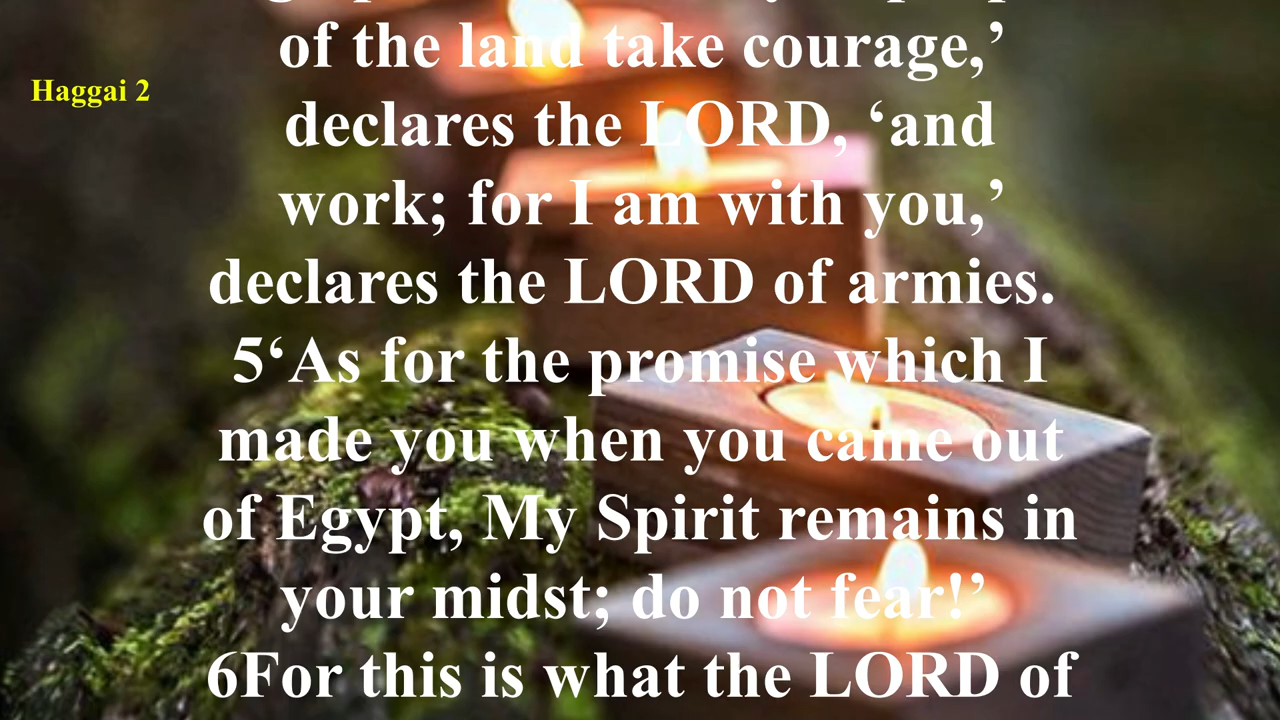 of the land take courage,’
Haggai 2
declares the LORD, ‘and
work; for I am with you,’
declares the LORD of armies.
5‘As for the promise which I
made you when you came out
of Egypt, My Spirit remains in
your midst; do not fear!’
6For this is what the LORD of